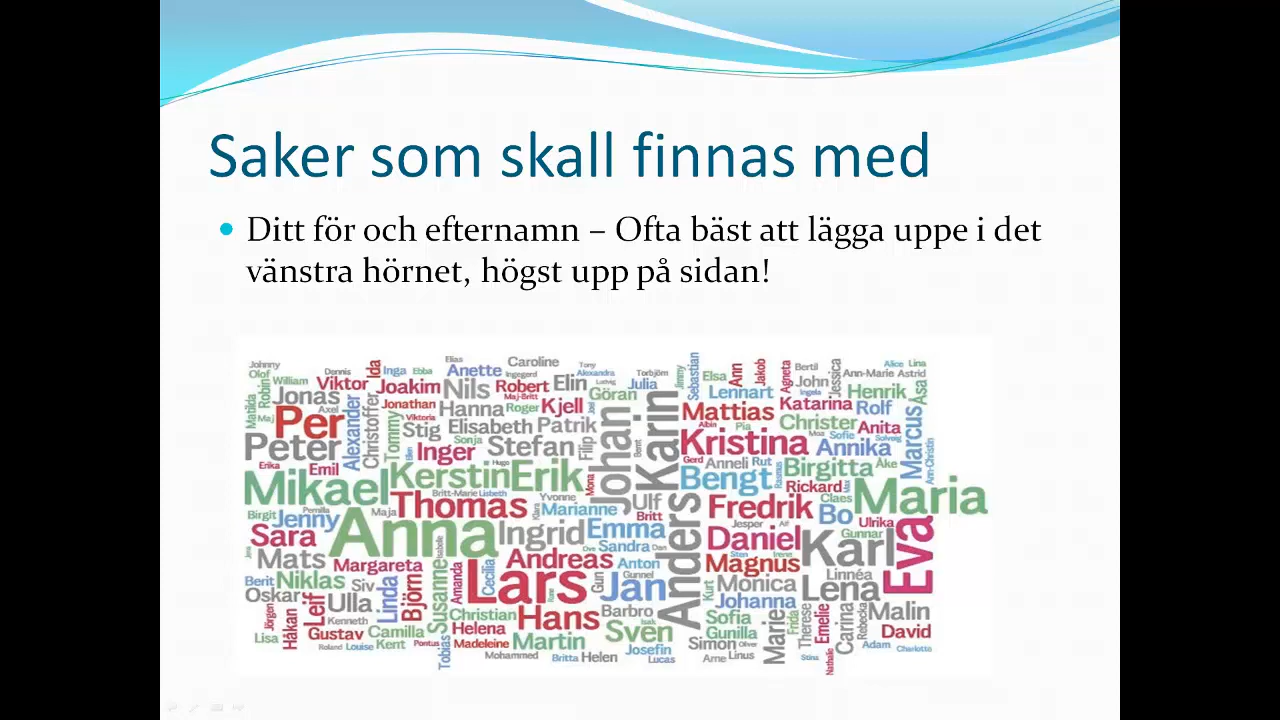 Saker som skall finnas med
Ditt för och efternamn – Ofta bäst att lägga uppe i det
vänstra hörnet, högst upp på sidan!
Johnny
Olof
William
Dennis
Ida
Inga
Ebba
Elias
Anette
Ingegerd
Caroline
Tony
Alexandra
Torbjörn
Jimmy
Sebastian
Elsa
Ann
Jakob
Agneta
Bertil
John
Ingela
Jessica
Ann-Marie
Alice
Lina
Astrid
Matilda
Robin
Jonas
Viktor
Joakim
Nils
Robert
Maj-Britt
Elin
Ludvig
Göran
Julia
Lennart
Henrik
Åsa
Maj
Per
Axel
Alexander
Christoffer
Jonathan
Viktoria
Hanna
Roger
Kjell
Joel
Johan
Karin
Mattias
Albin
Pia
Katarina
Rolf
Marcus
Peter
Tommy
Stig
Elisabeth
Patrik
Filip
Bernt
Kristina
Christer
Moa
Sofie
Anita
Solveig
Annika
Ann-Christin
Erika
Emil
Ellen
Inger
Sonja
Stefan
Gerd
Anneli
Rut
Rasmus
Birgitta
Åke
Mikael
Kerstin
Hugo
Erik
Mona
Bengt
Rickard
Max
Maria
Britt-Marie
Lisbeth
Yvonne
Ulf
Claes
Birgit
Pernilla
Jenny
Maja
Thomas
Klara
Marianne
Britt
Anders
Fredrik
Bo
Ulrika
Sara
Anna
Ingrid
Emma
Jesper
Alf
Daniel
Karl
Gunnar
Eva
Jens
Mats
Isabelle
Andreas
Ove
Sandra
Dan
Sten
Irene
Margareta
Susanne
Amanda
Cecilia
Lars
Rune
Gun
Anton
Gunnel
Jan
Magnus
Linnéa
Berit
Niklas
Siv
Linda
Björn
Kurt
Monica
Lena
Oskar
Leif
Ulla
Johanna
Jörgen
Håkan
Kenneth
Christian
Hans
Barbro
Isak
Sofia
Marie
Frida
Therese
Emelie
Carina
Rebecka
Malin
Lisa
Gustav
Camilla
Helena
Martin
Sven
Gunilla
David
Roland
Louise
Kent
Pontus
Tobias
Madeleine
Mohammed
Britta
Helen
Josefin
Lucas
Simon
Oliver
Arne
Linus
Stina
Nathalie
Adam
Charlotte